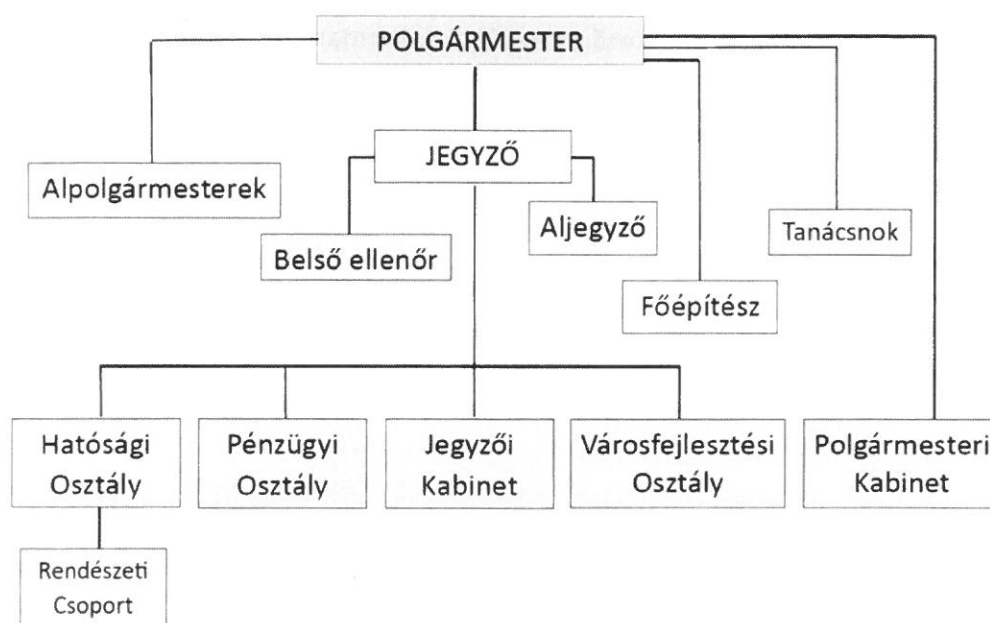 POLGÁRMESTER
JEGYZŐ
Alpolgármesterek
Belső ellenőr
Aljegyző
Tanácsnok
Főépítész
Hatósági
Osztály
Pénzügyi
Osztály
Jegyzői
Kabinet
Városfejlesztési
Osztály
Polgármesteri
Kabinet
Rendészeti
Csoport